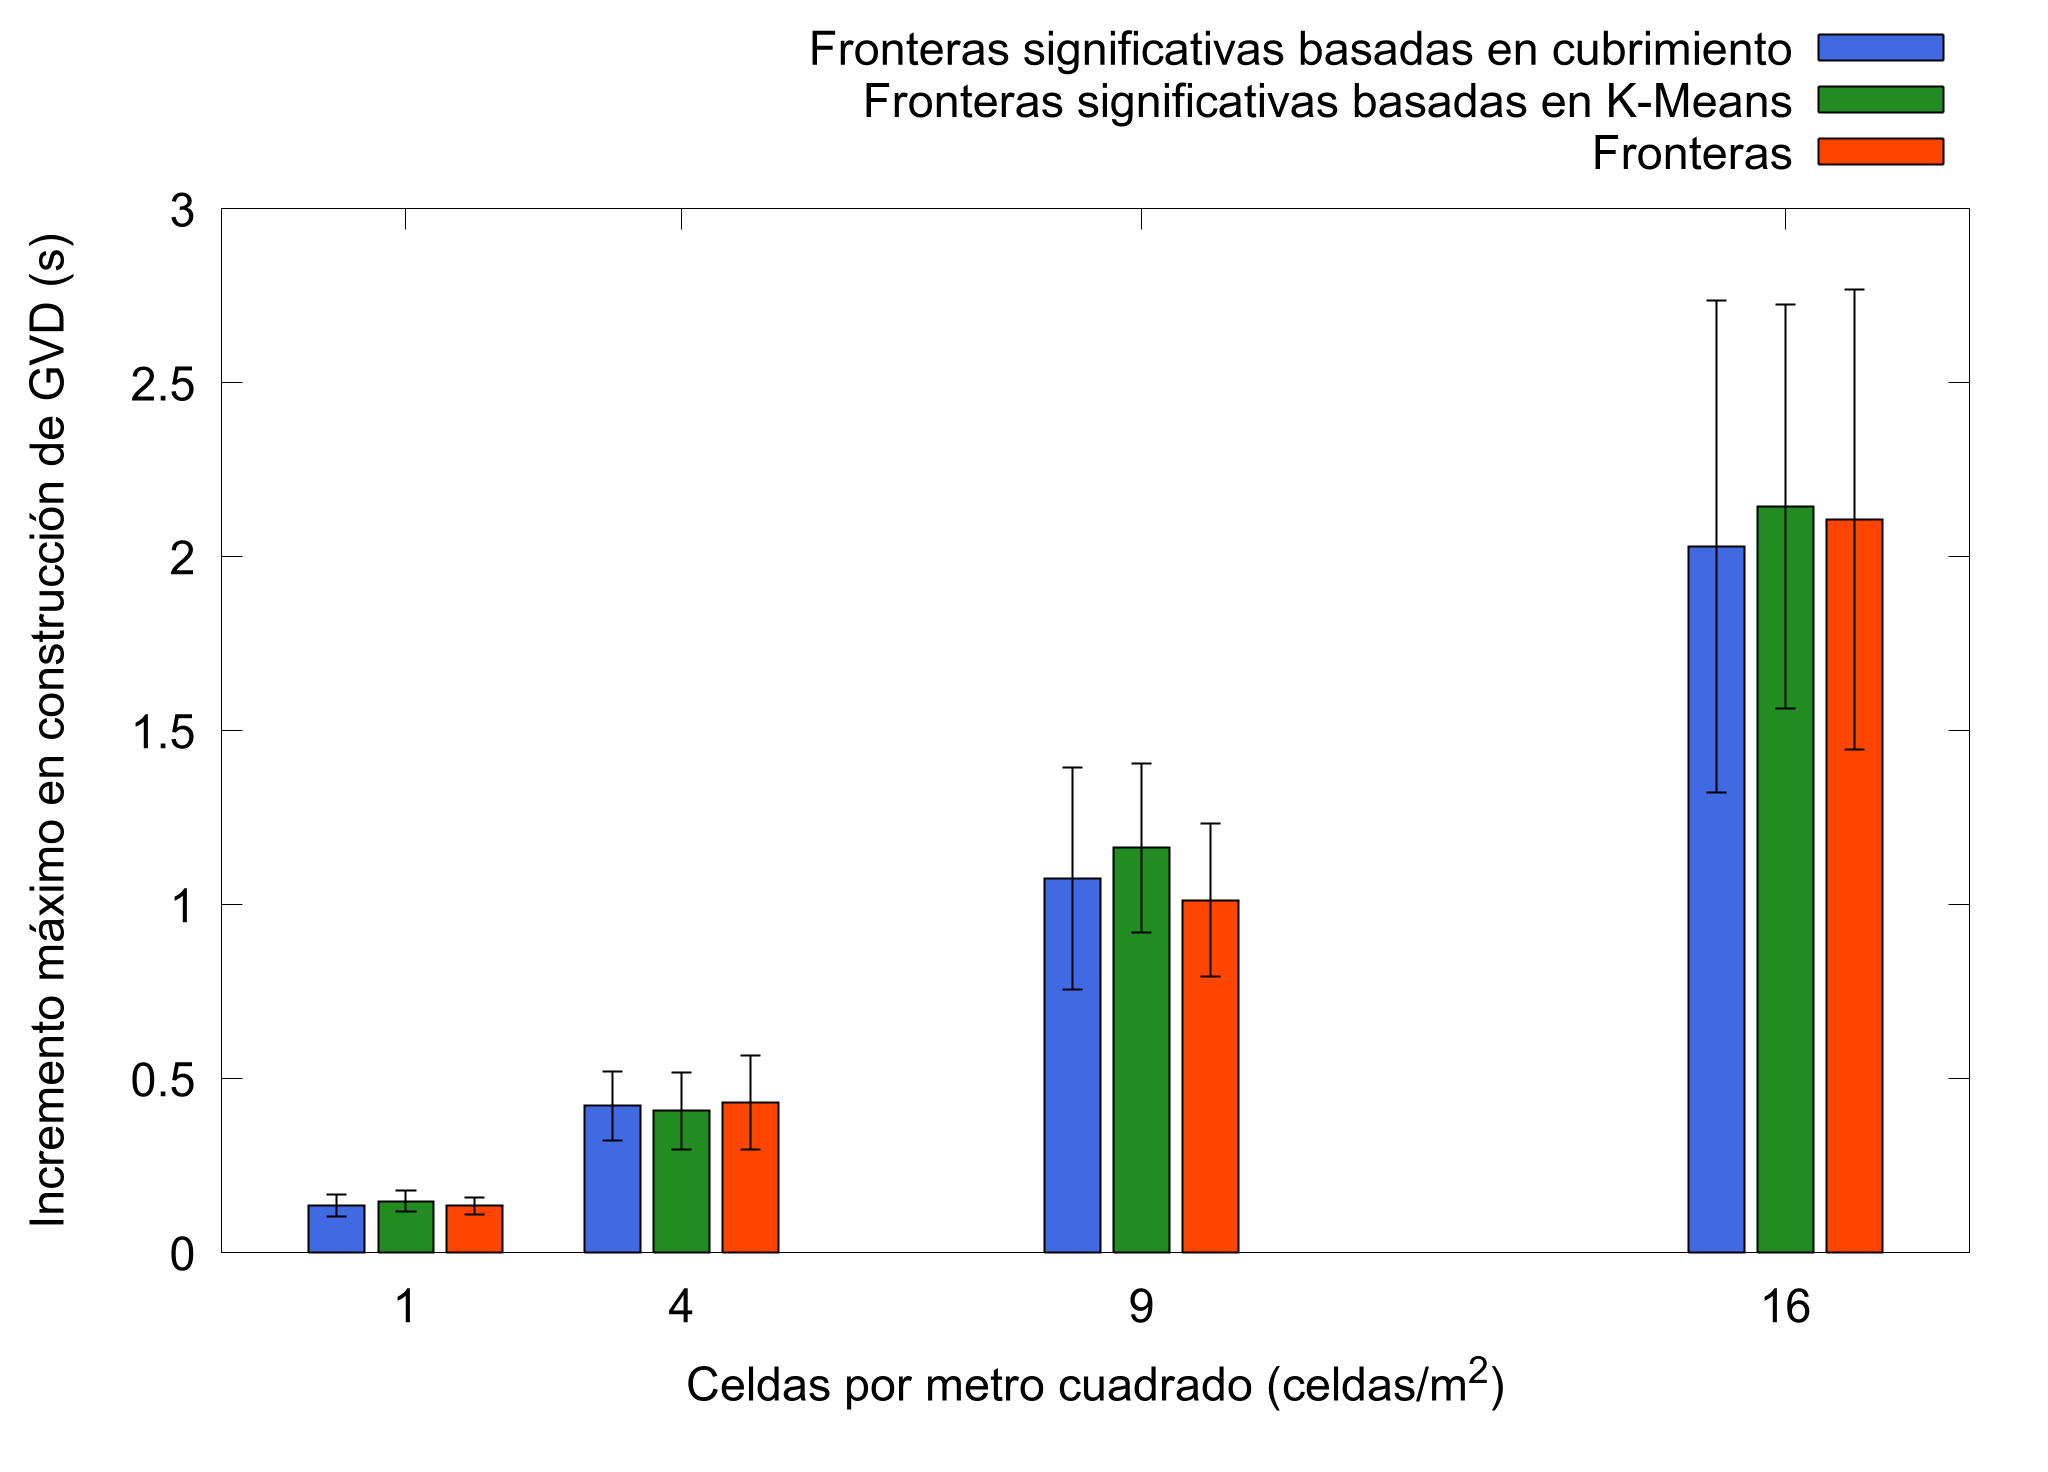 Fronteras significativas basadas en cubrimiento
Fronteras significativas basadas en K-Means
Fronteras
3
2.5
2
1.5
1
0.5
0
Incremento máximo en construcción de GVD (s)
1 4 9 16
Celdas por metro cuadrado (celdas/m²)